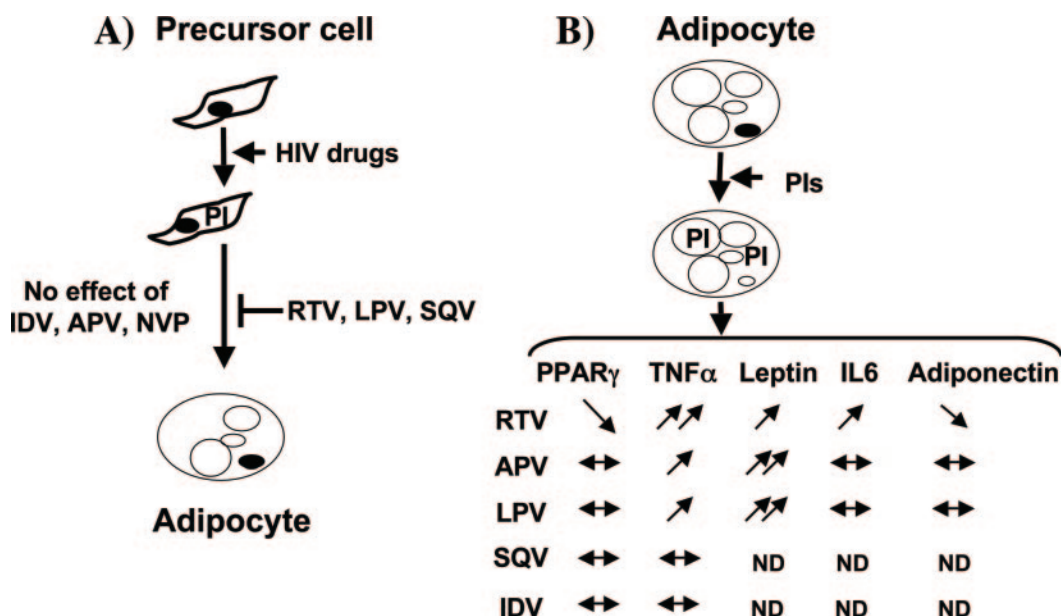 A) Precursor cell
HIV drugs
PI
No effect of
IDV, APV, NVP
RTV, LPV, SQV
Adipocyte
B) Adipocyte
PIs
PI
PI
PPARγ TNFα Leptin IL6 Adiponectin
RTV
APV
LPV
SQV ND ND ND
IDV ND ND ND